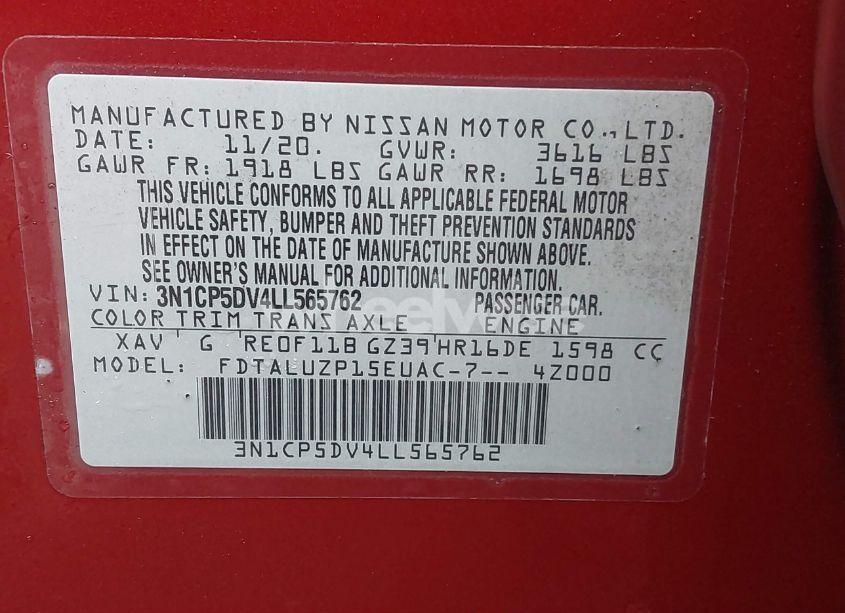 MANUFACTURED BY NISSAN MOTOR CO., LTD.
DATE: 11/20. GVWR: 3616 LBS
GAWR FR: 1918 LBS GAWR RR: 1698 LBS
THIS VEHICLE CONFORMS TO ALL APPLICABLE FEDERAL MOTOR
VEHICLE SAFETY, BUMPER AND THEFT PREVENTION STANDARDS
IN EFFECT ON THE DATE OF MANUFACTURE SHOWN ABOVE.
SEE OWNER'S MANUAL FOR ADDITIONAL INFORMATION.
VIN: 3N1CP5DV4LL565762 PASSENGER CAR.
COLOR TRIM TRANS AXLE ENGINE
XAV G RE0F11B GZ39 HR16DE 1598 CC
MODEL: FDTALUZP15EUAC-7-- 4Z000
3N1CP5DV4LL565762